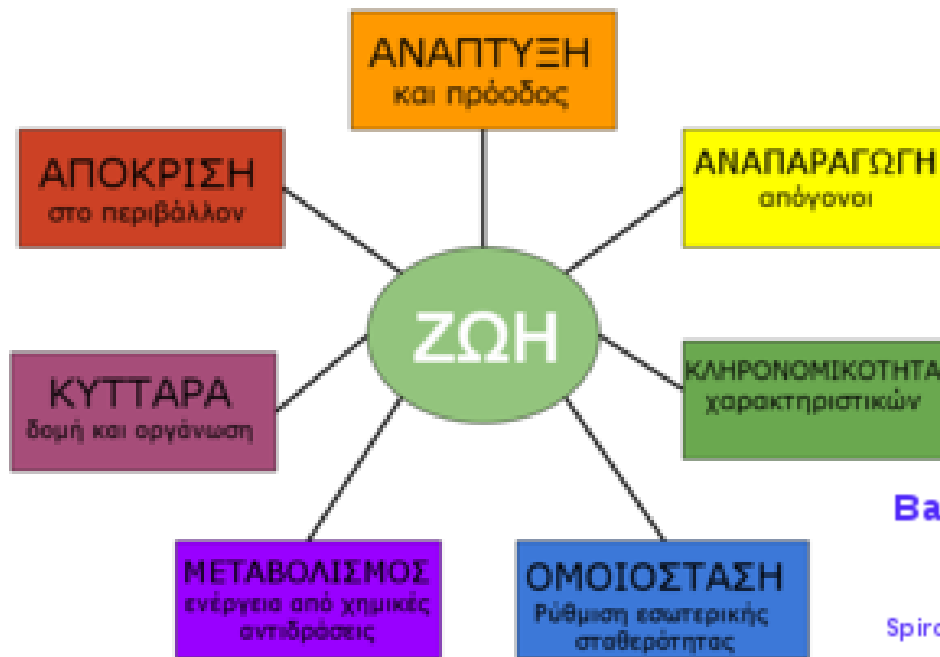 ΑΝΑΠΤΥΞΗ
και πρόοδος
ΑΠΟΚΡΙΣΗ
στο περιβάλλον
ΑΝΑΠΑΡΑΓΩΓΗ
απόγονοι
ΖΩΗ
ΚΥΤΤΑΡΑ
δομή και οργάνωση
ΚΛΗΡΟΝΟΜΙΚΟΤΗΤΑ
χαρακτηριστικών
ΜΕΤΑΒΟΛΙΣΜΟΣ
ενέργεια από χημικές
αντιδράσεις
ΟΜΟΙΟΣΤΑΣΗ
Ρύθμιση εσωτερικής
σταθερότητας